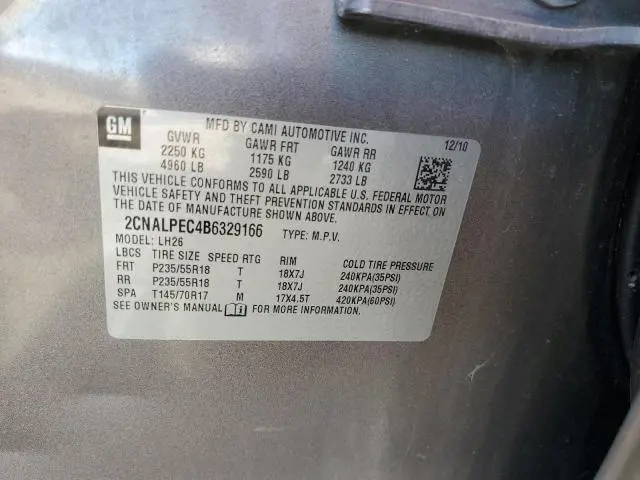 GM
MFD BY CAMI AUTOMOTIVE INC.
GVWR GAWR FRT GAWR RR 12/10
2250 KG 1175 KG 1240 KG
4960 LB 2590 LB 2733 LB
THIS VEHICLE CONFORMS TO ALL APPLICABLE U.S. FEDERAL MOTOR
VEHICLE SAFETY, BUMPER, AND THEFT PREVENTION STANDARDS IN EFFECT ON
THE DATE OF MANUFACTURE SHOWN ABOVE.
2CNALPEC4B6329166 TYPE: M.P.V.
MODEL: LH26
LBCS TIRE SIZE SPEED RTG RIM COLD TIRE PRESSURE
FRT P235/55R18 T 18X7J 240KPA(35PSI)
RR P235/55R18 T 18X7J 240KPA(35PSI)
SPA T145/70R17 M 17X4.5T 420KPA(60PSI)
SEE OWNER'S MANUAL FOR MORE INFORMATION.